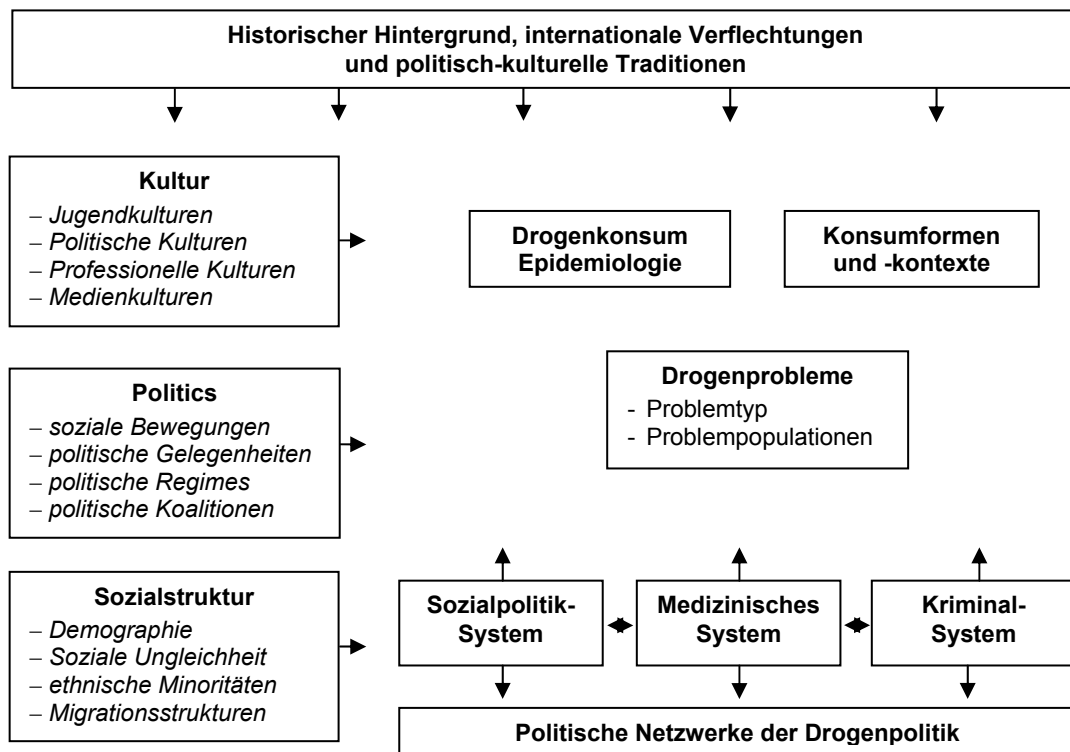 Historischer Hintergrund, internationale Verflechtungen
und politisch-kulturelle Traditionen
Kultur
– Jugendkulturen
– Politische Kulturen
– Professionelle Kulturen
– Medienkulturen
Drogenkonsum
Epidemiologie
Konsumformen
und -kontexte
Politics
– soziale Bewegungen
– politische Gelegenheiten
– politische Regimes
– politische Koalitionen
Drogenprobleme
- Problemtyp
- Problempopulationen
Sozialstruktur
– Demographie
– Soziale Ungleichheit
– ethnische Minoritäten
– Migrationsstrukturen
Sozialpolitik-
System
Medizinisches
System
Kriminal-
System
Politische Netzwerke der Drogenpolitik